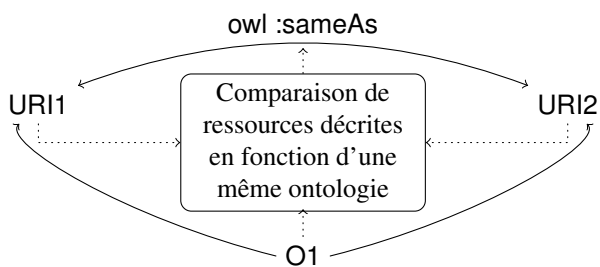 owl :sameAs
URI1
Comparaison de
ressources décrites
en fonction d'une
même ontologie
URI2
O1